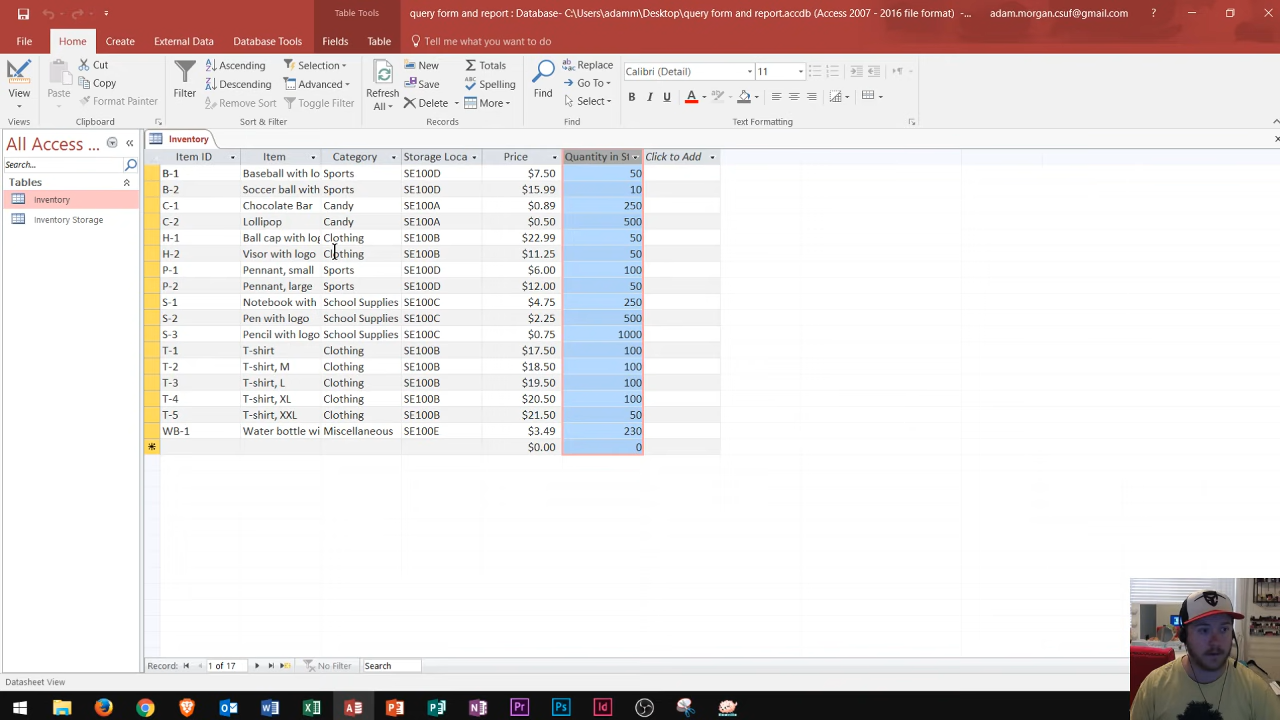 Table Tools
query form and report : Database- C:\Users\adamm\Desktop\query form and report.accdb (Access 2007 - 2016 file format) -...
adam.morgan.csuf@gmail.com
?
File Home Create External Data Database Tools Fields Table Tell me what you want to do
View
Paste
Cut
Copy
Format Painter
Filter
Ascending
Descending
Remove Sort
Selection
Advanced
Toggle Filter
Refresh All
New
Save
Delete
Totals
Spelling
More
Find
Replace
Go To
Select
Calibri (Detail) 11
B I U A
Views Clipboard Sort & Filter Records Find Text Formatting
All Access ...
Search...
Tables
Inventory
Inventory Storage
Inventory
Item ID Item Category Storage Loca Price Quantity in St Click to Add
B-1 Baseball with lo Sports SE100D $7.50 50
B-2 Soccer ball with Sports SE100D $15.99 10
C-1 Chocolate Bar Candy SE100A $0.89 250
C-2 Lollipop Candy SE100A $0.50 500
H-1 Ball cap with log Clothing SE100B $22.99 50
H-2 Visor with logo Clothing SE100B $11.25 50
P-1 Pennant, small Sports SE100D $6.00 100
P-2 Pennant, large Sports SE100D $12.00 50
S-1 Notebook with School Supplies SE100C $4.75 250
S-2 Pen with logo School Supplies SE100C $2.25 500
S-3 Pencil with logo School Supplies SE100C $0.75 1000
T-1 T-shirt Clothing SE100B $17.50 100
T-2 T-shirt, M Clothing SE100B $18.50 100
T-3 T-shirt, L Clothing SE100B $19.50 100
T-4 T-shirt, XL Clothing SE100B $20.50 100
T-5 T-shirt, XXL Clothing SE100B $21.50 50
WB-1 Water bottle wi Miscellaneous SE100E $3.49 230
$0.00 0
Record: 1 of 17 No Filter Search
Datasheet View
Pr Ps Id